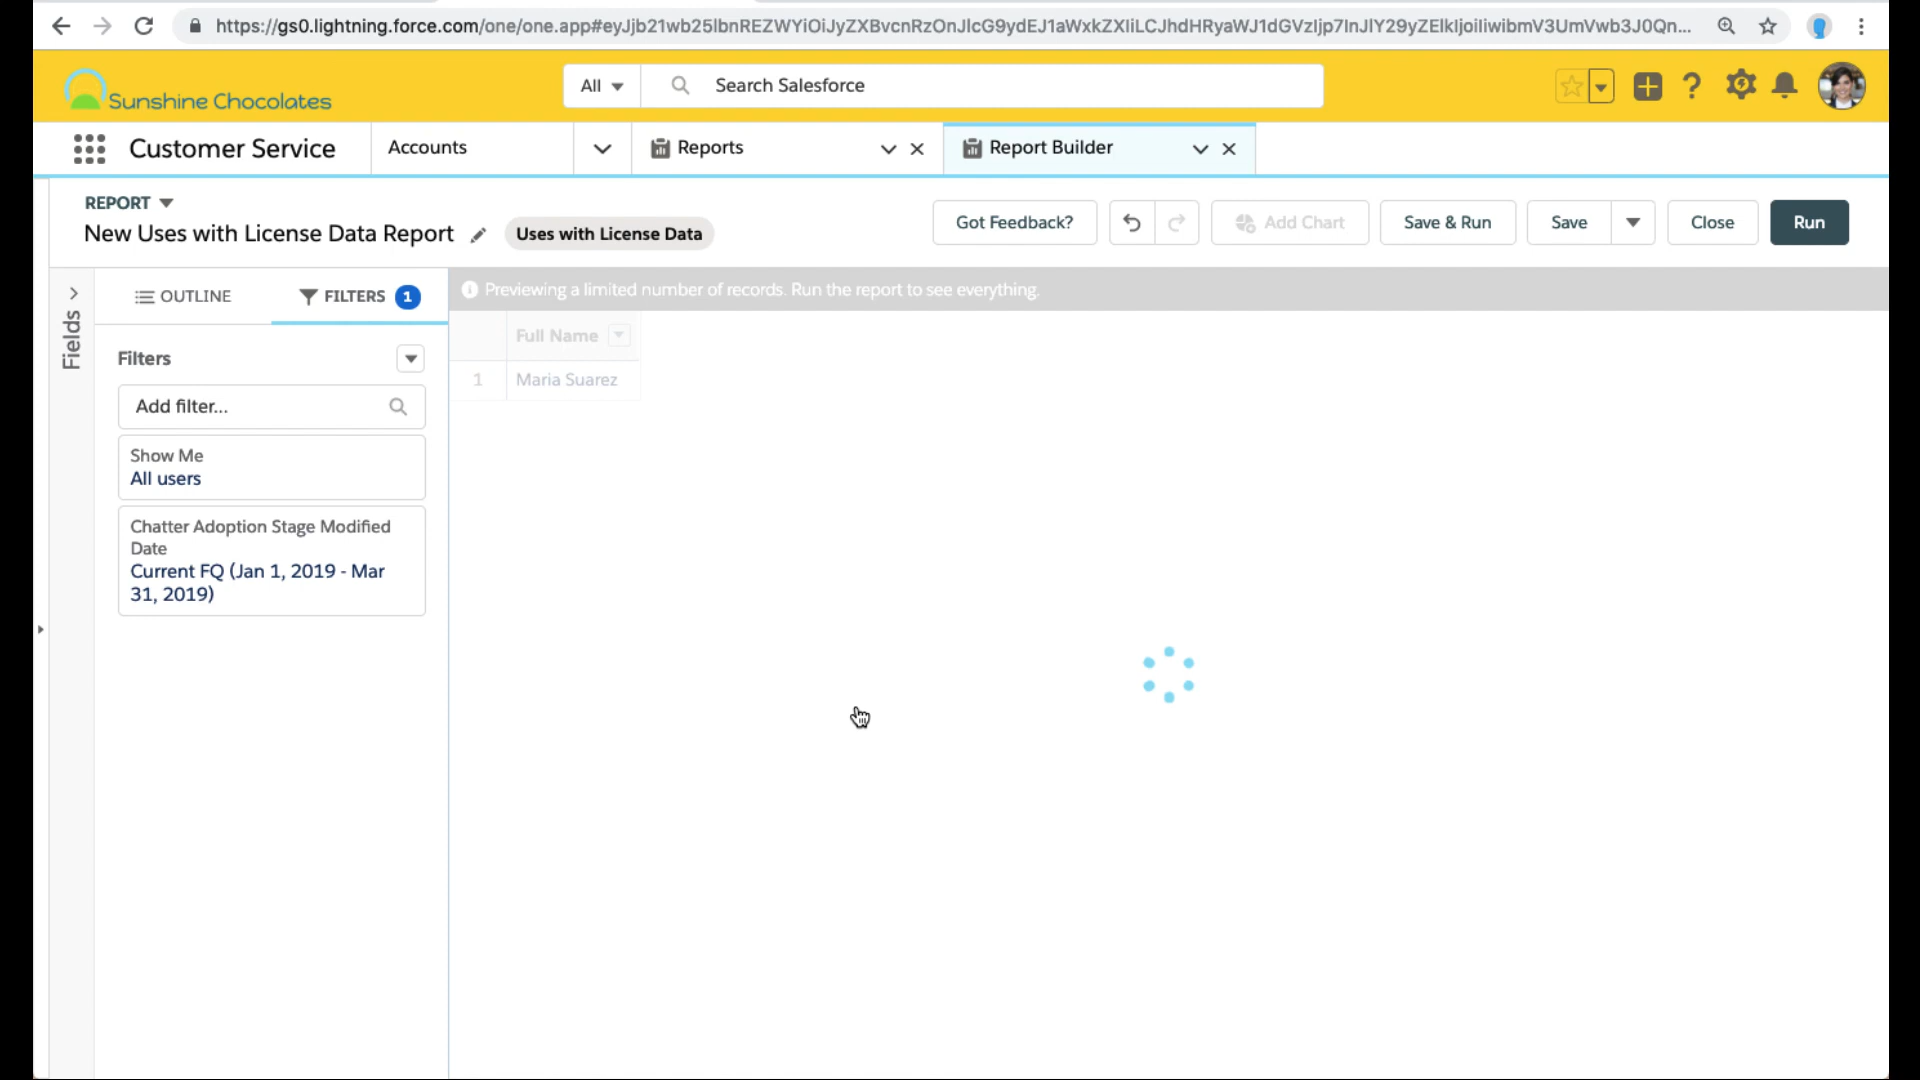 https://gs0.lightning.force.com/one/one.app#eyJjb21wb25lbnREZWYiOiJyZXBvcnRzOnJlcG9ydEJ1aWxkZXIiLCJhdHRyaWJ1dGVzIjp7InJlY29yZElkIjoiIiwibmV3UmVwb3J0Qn...
Sunshine Chocolates
All
Search Salesforce
Customer Service
Accounts
Reports
Report Builder
REPORT
New Uses with License Data Report
Uses with License Data
Got Feedback?
Add Chart
Save & Run
Save
Close
Run
Fields
OUTLINE
FILTERS 1
Previewing a limited number of records. Run the report to see everything.
Full Name
1 Maria Suarez
Filters
Add filter...
Show Me
All users
Chatter Adoption Stage Modified
Date
Current FQ (Jan 1, 2019 - Mar
31, 2019)